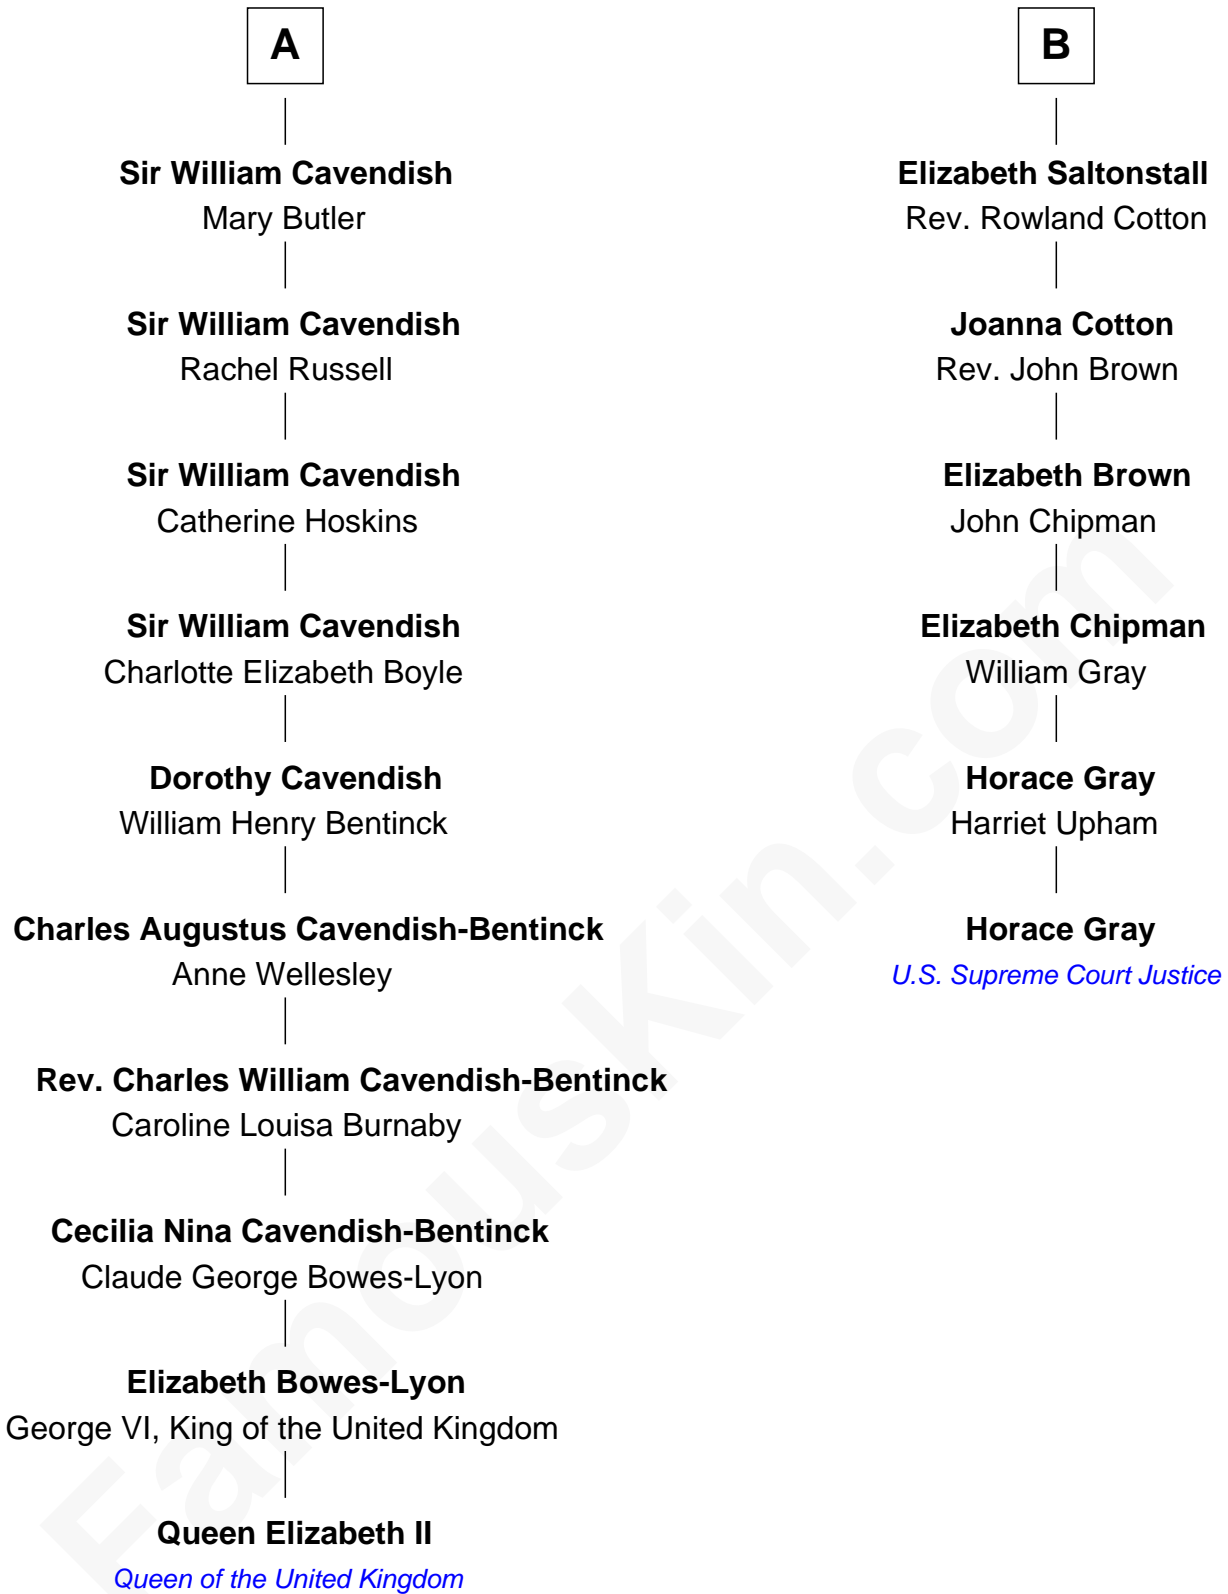 A
Sir William Cavendish
Mary Butler
Sir William Cavendish
Rachel Russell
Sir William Cavendish
Catherine Hoskins
Sir William Cavendish
Charlotte Elizabeth Boyle
Dorothy Cavendish
William Henry Bentinck
Charles Augustus Cavendish-Bentinck
Anne Wellesley
Rev. Charles William Cavendish-Bentinck
Caroline Louisa Burnaby
Cecilia Nina Cavendish-Bentinck
Claude George Bowes-Lyon
Elizabeth Bowes-Lyon
George VI, King of the United Kingdom
Queen Elizabeth II
Queen of the United Kingdom
B
Elizabeth Saltonstall
Rev. Rowland Cotton
Joanna Cotton
Rev. John Brown
Elizabeth Brown
John Chipman
Elizabeth Chipman
William Gray
Horace Gray
Harriet Upham
Horace Gray
U.S. Supreme Court Justice
FamousKin.com